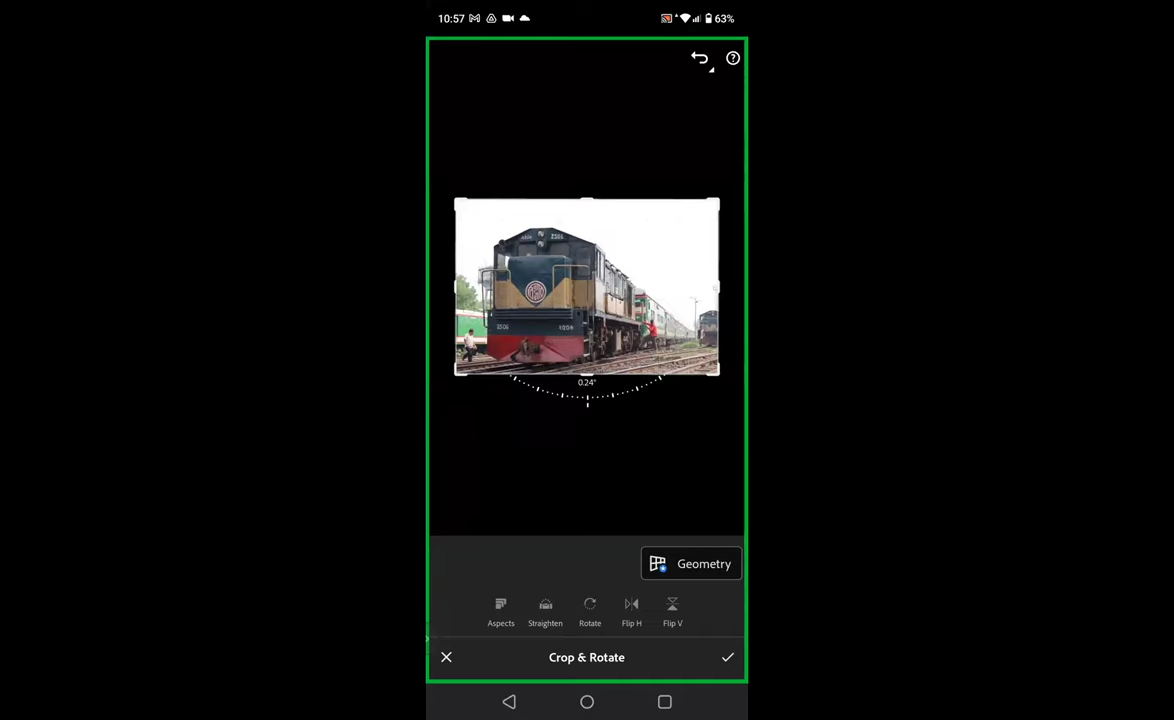 10:57 63%
0.24°
Geometry
Aspects Straighten Rotate Flip H Flip V
Crop & Rotate